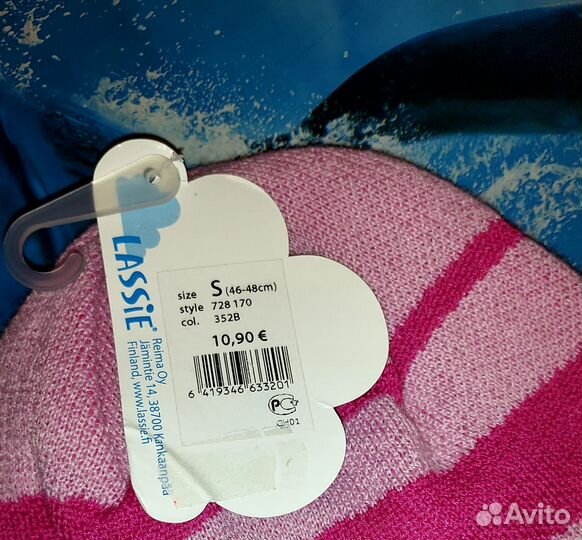 LASSiE®
Reima Oy
Jämintie 14, 38700 Kankaanpää
Finland, www.lassie.fi
size S (46-48cm)
style 728 170
col. 352B
10,90 €
6 419346 633201
Avito